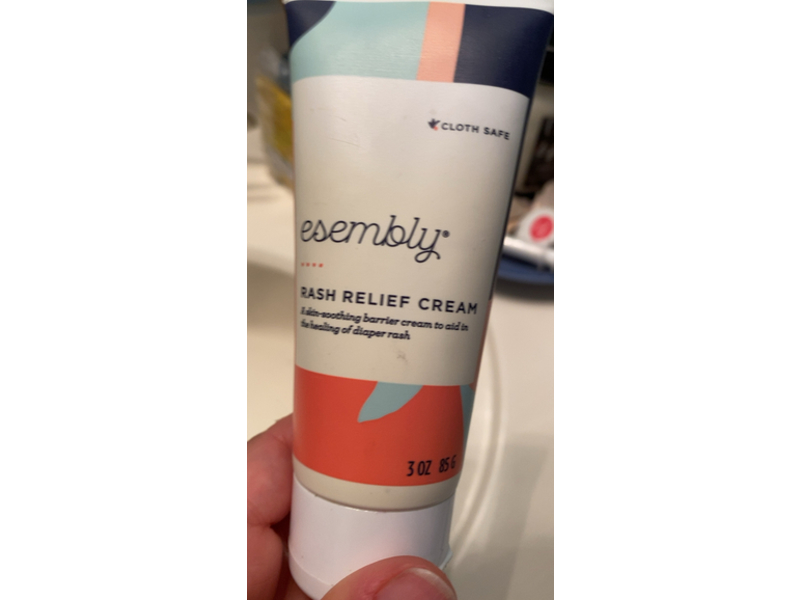 CLOTH SAFE
esembly®
RASH RELIEF CREAM
A skin-soothing barrier cream to aid in
the healing of diaper rash
3 OZ 85 G